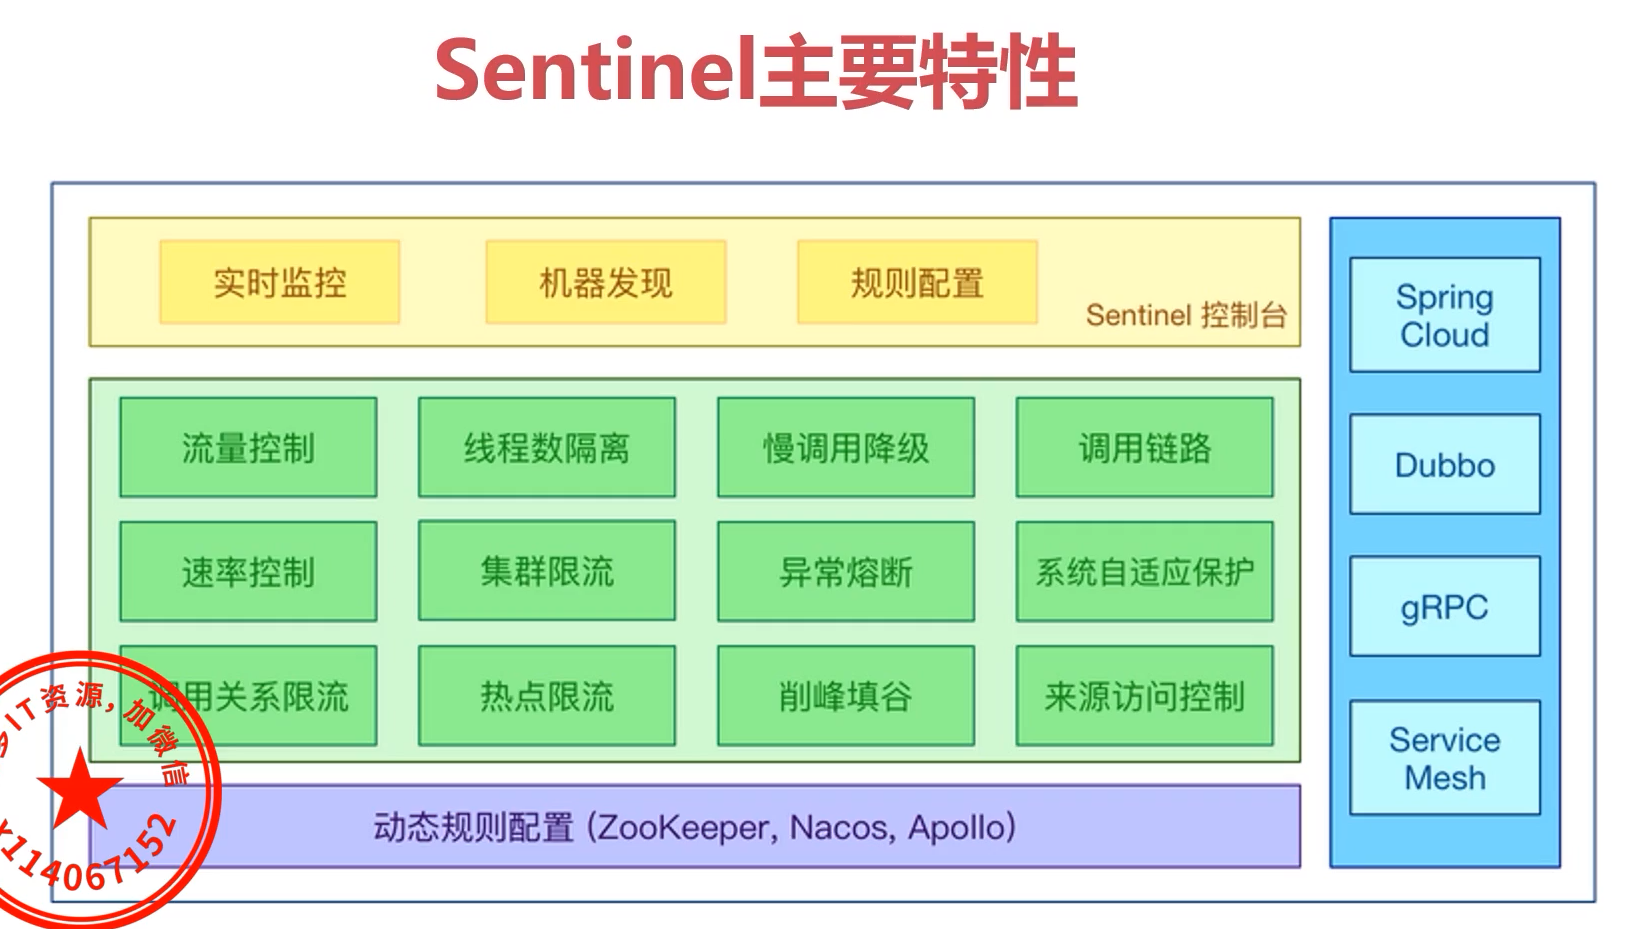 Sentinel主要特性
实时监控
机器发现
规则配置
Sentinel 控制台
流量控制
线程数隔离
慢调用降级
调用链路
速率控制
集群限流
异常熔断
系统自适应保护
调用关系限流
热点限流
削峰填谷
来源访问控制
动态规则配置 (ZooKeeper, Nacos, Apollo)
Spring
Cloud
Dubbo
gRPC
Service
Mesh
IT资源,加微信
114067152